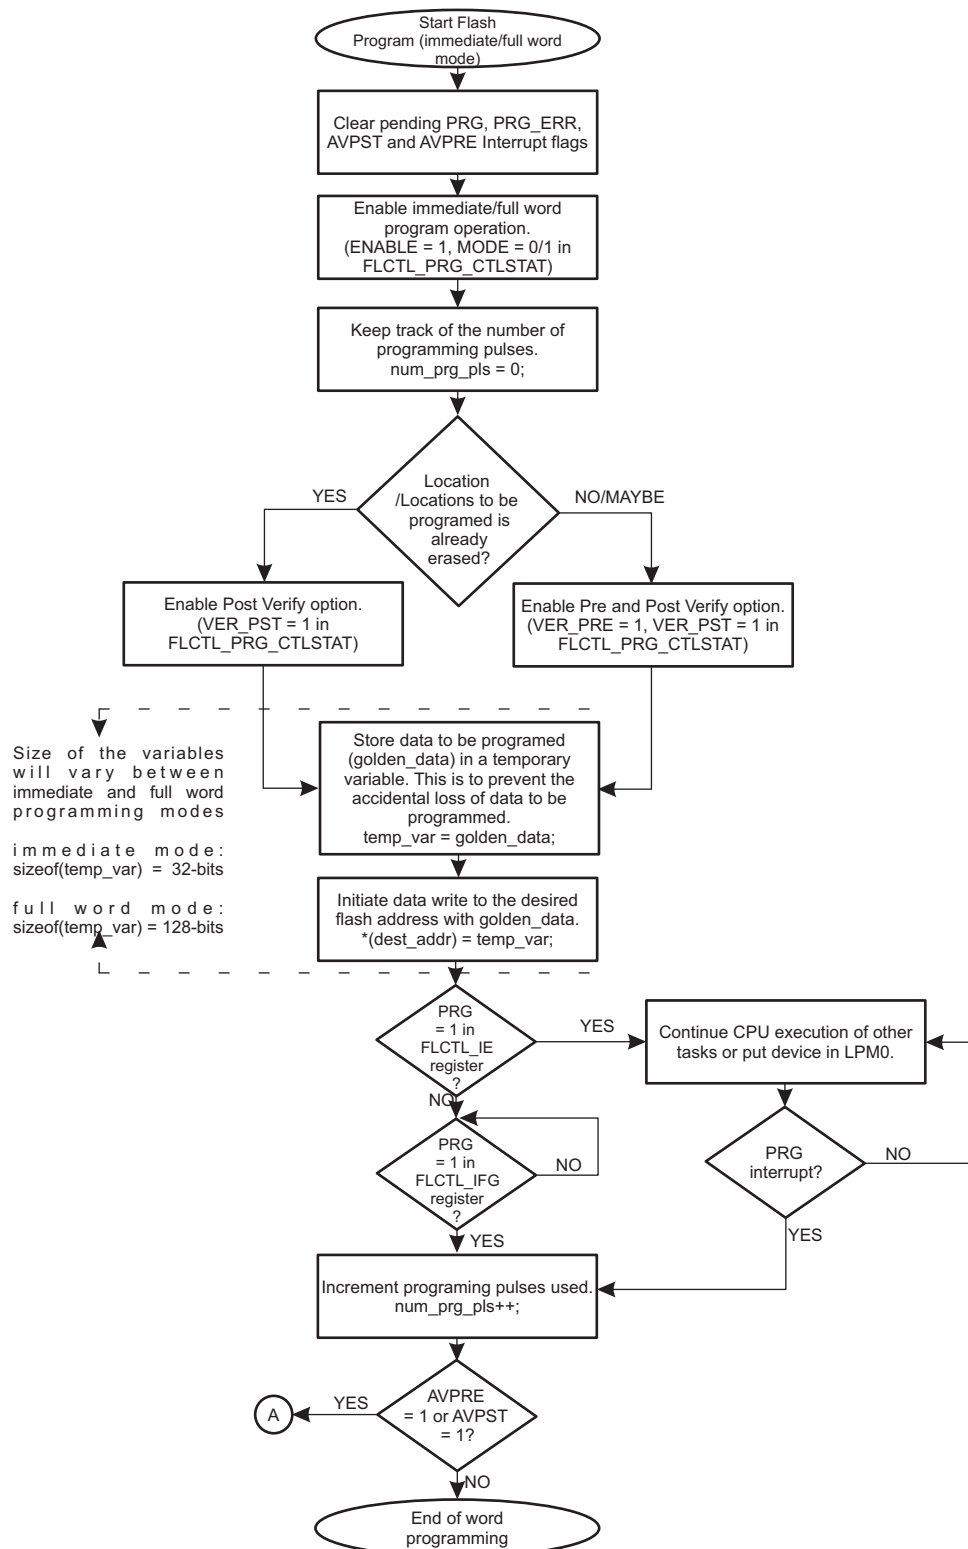 Start Flash
Program (immediate/full word
mode)
Clear pending PRG, PRG_ERR,
AVPST and AVPRE Interrupt flags
Enable immediate/full word
program operation.
(ENABLE = 1, MODE = 0/1 in
FLCTL_PRG_CTLSTAT)
Keep track of the number of
programming pulses.
num_prg_pls = 0;
Location
/Locations to be
programed is
already
erased?
YES
NO/MAYBE
Enable Post Verify option.
(VER_PST = 1 in
FLCTL_PRG_CTLSTAT)
Enable Pre and Post Verify option.
(VER_PRE = 1, VER_PST = 1 in
FLCTL_PRG_CTLSTAT)
Size of the variables
will vary between
immediate and full word
programming modes
immediate mode:
sizeof(temp_var) = 32-bits
full word mode:
sizeof(temp_var) = 128-bits
Store data to be programed
(golden_data) in a temporary
variable. This is to prevent the
accidental loss of data to be
programmed.
temp_var = golden_data;
Initiate data write to the desired
flash address with golden_data.
*(dest_addr) = temp_var;
PRG
= 1 in
FLCTL_IE
register
?
YES
NO
Continue CPU execution of other
tasks or put device in LPM0.
PRG
= 1 in
FLCTL_IFG
register
?
NO
YES
PRG
interrupt?
NO
YES
Increment programing pulses used.
num_prg_pls++;
AVPRE
= 1 or AVPST
= 1?
YES
A
NO
End of word
programming